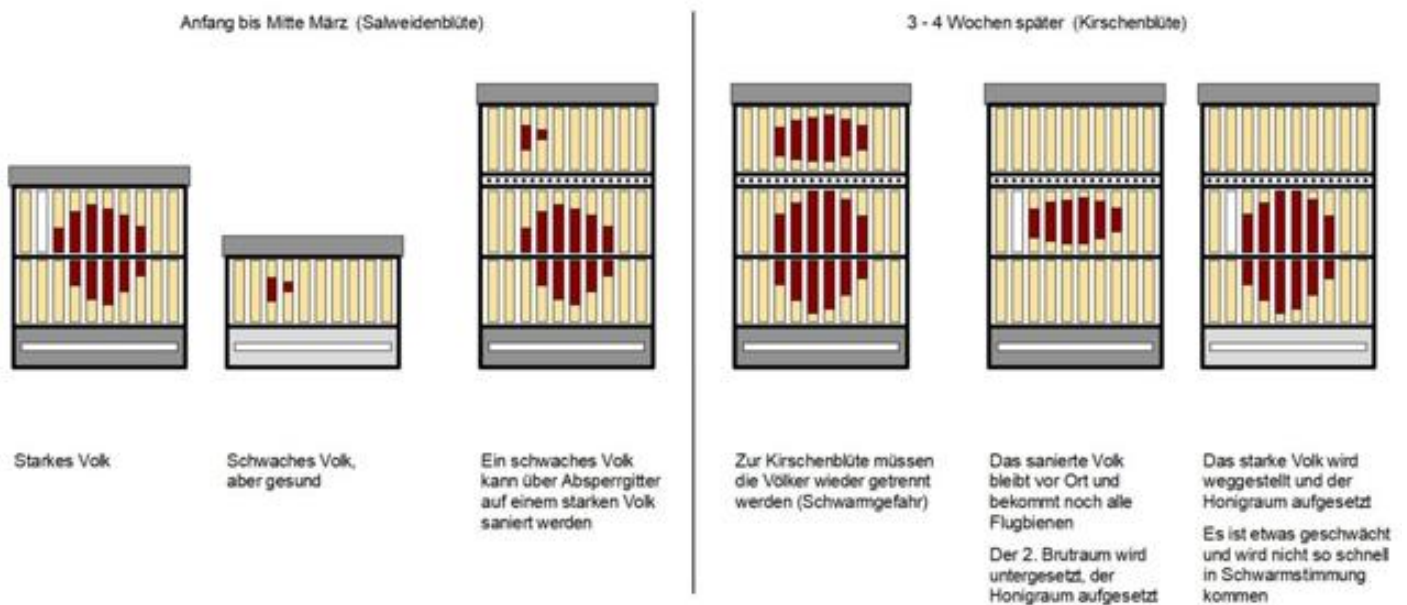 Anfang bis Mitte März (Salweidenblüte)
3 - 4 Wochen später (Kirschenblüte)
Starkes Volk
Schwaches Volk,
aber gesund
Ein schwaches Volk
kann über Absperrgitter
auf einem starken Volk
saniert werden
Zur Kirschenblüte müssen
die Völker wieder getrennt
werden (Schwarmgefahr)
Das sanierte Volk
bleibt vor Ort und
bekommt noch alle
Flugbienen
Der 2. Brutraum wird
untergesetzt, der
Honigraum aufgesetzt
Das starke Volk wird
weggestellt und der
Honigraum aufgesetzt
Es ist etwas geschwächt
und wird nicht so schnell
in Schwarmstimmung
kommen